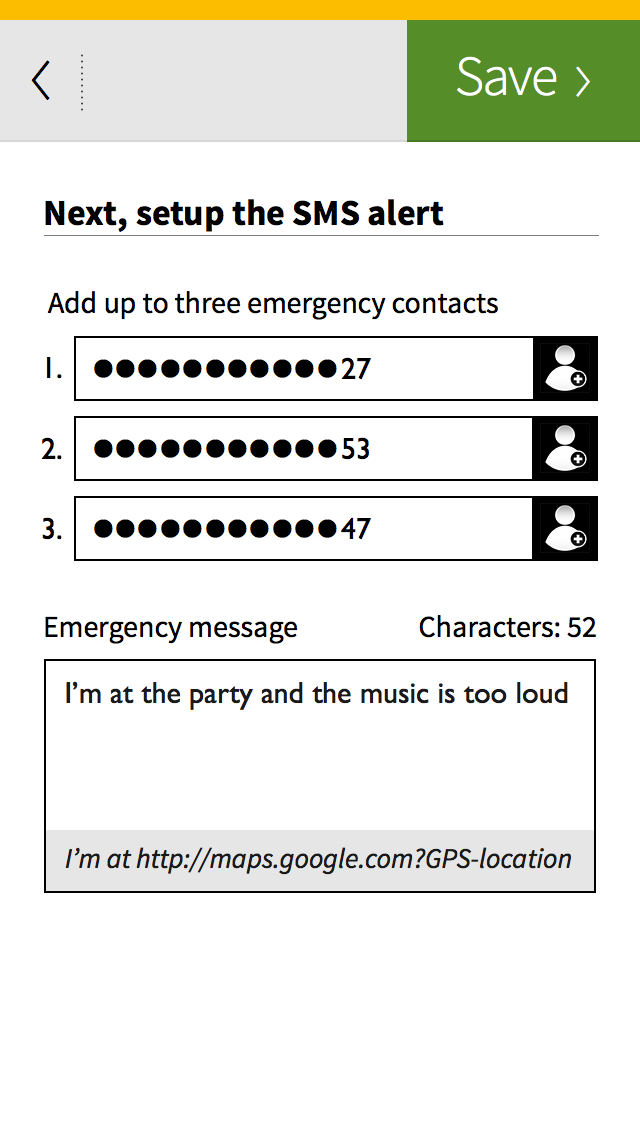 Save
Next, setup the SMS alert
Add up to three emergency contacts
1. ●●●●●●●●●●●27
2. ●●●●●●●●●●●53
3. ●●●●●●●●●●●47
Emergency message Characters: 52
I’m at the party and the music is too loud
I’m at http://maps.google.com?GPS-location